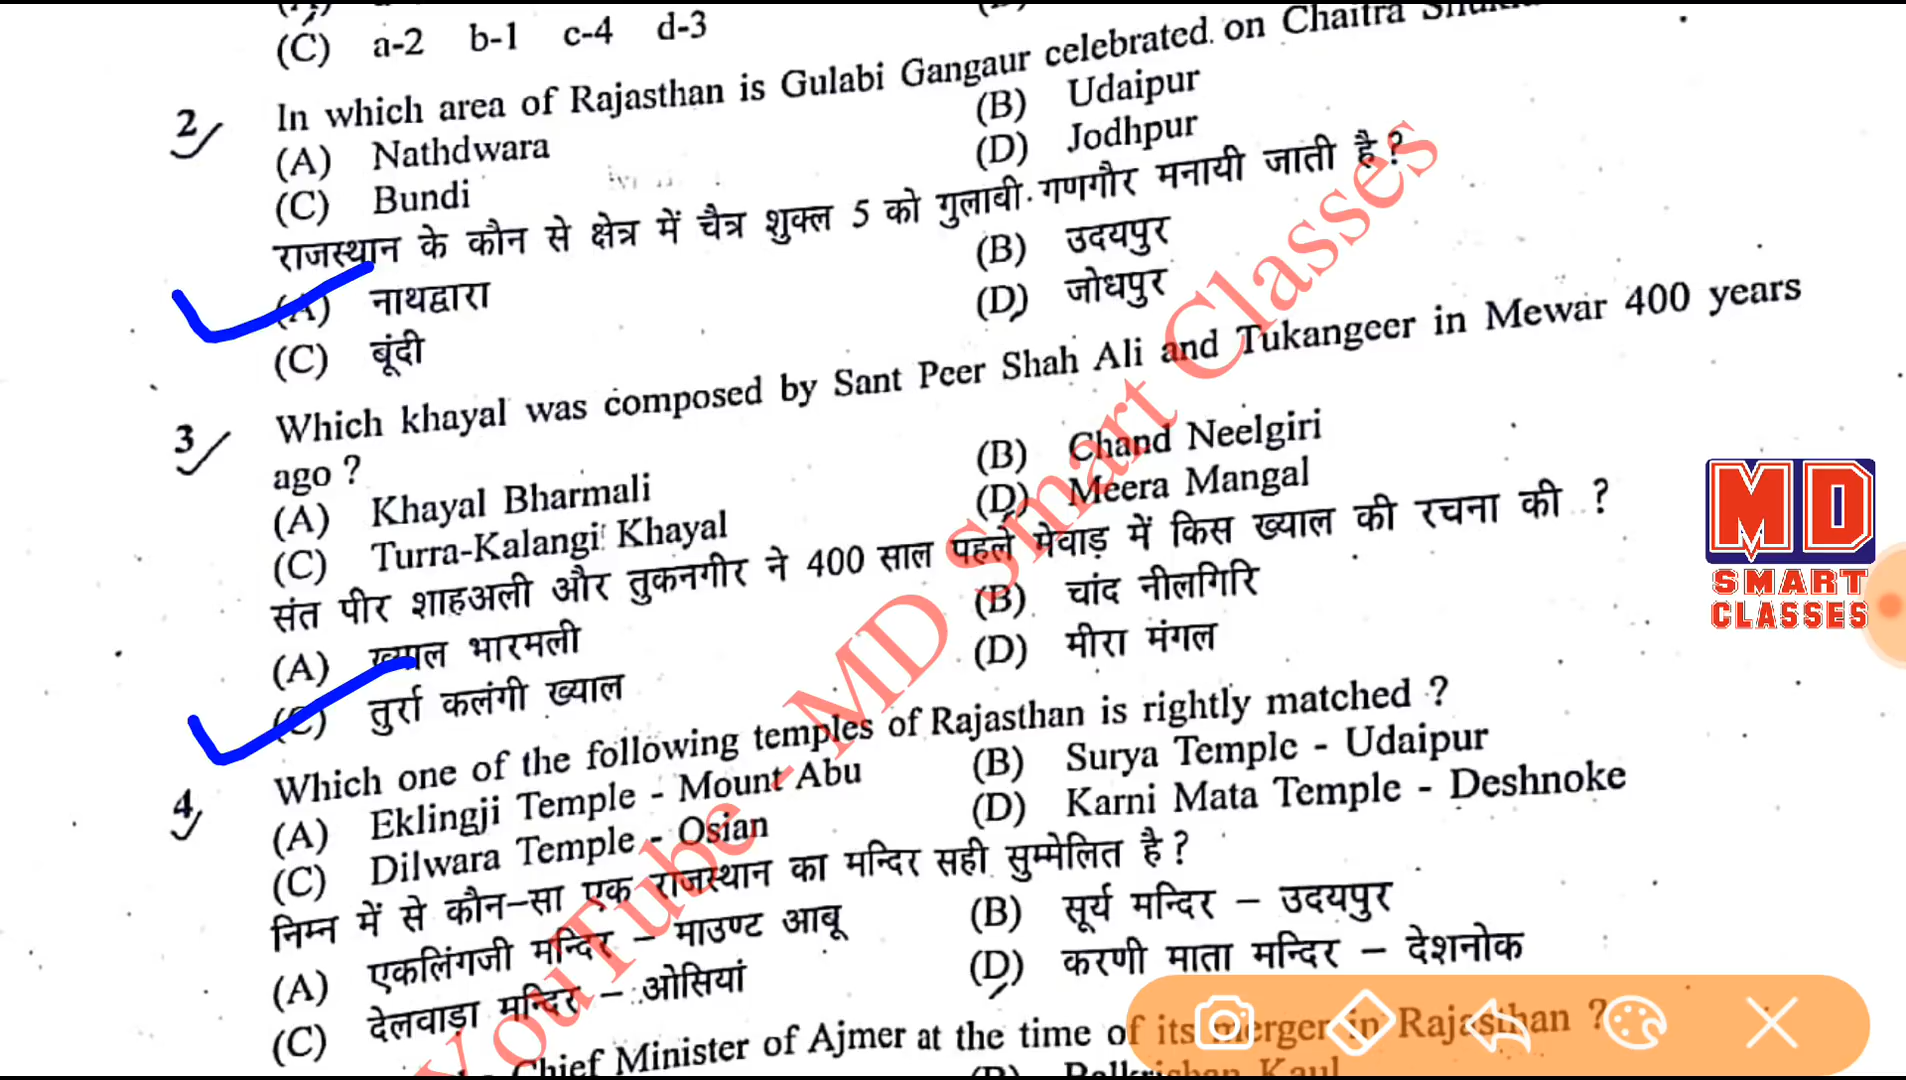 (C) a-2 b-1 c-4 d-3
2 In which area of Rajasthan is Gulabi Gangaur celebrated on Chaitra
(A) Nathdwara (B) Udaipur
(C) Bundi (D) Jodhpur
राजस्थान के कौन से क्षेत्र में चैत्र शुक्ल 5 को गुलाबी गणगौर मनायी जाती है ?
(A) नाथद्वारा (B) उदयपुर
(C) बूंदी (D) जोधपुर
3 Which khayal was composed by Sant Peer Shah Ali and Tukangeer in Mewar 400 years
ago ?
(A) Khayal Bharmali (B) Chand Neelgiri
(C) Turra-Kalangi Khayal (D) Meera Mangal
संत पीर शाहअली और तुकनगीर ने 400 साल पहले मेवाड़ में किस ख्याल की रचना की ?
(A) ख्याल भारमली (B) चांद नीलगिरि
(C) तुर्रा कलंगी ख्याल (D) मीरा मंगल
4 Which one of the following temples of Rajasthan is rightly matched ?
(A) Eklingji Temple - Mount Abu (B) Surya Temple - Udaipur
(C) Dilwara Temple - Osian (D) Karni Mata Temple - Deshnoke
निम्न में से कौन-सा एक राजस्थान का मन्दिर सही सुम्मेलित है ?
(A) एकलिंगजी मन्दिर – माउण्ट आबू (B) सूर्य मन्दिर – उदयपुर
(C) देलवाड़ा मन्दिर – ओसियां (D) करणी माता मन्दिर – देशनोक
Chief Minister of Ajmer at the time of its merger in Rajasthan ?
Balkrishan Kaul
YouTube - MD Smart Classes
MD
SMART
CLASSES